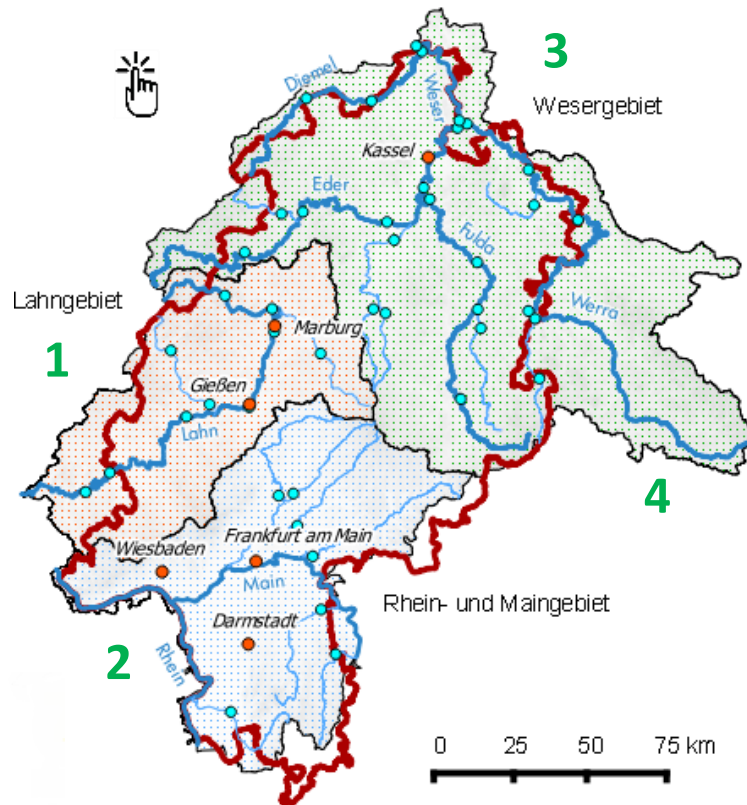 3
Diemel
Weser
Wesergebiet
Kassel
Eder
Fulda
Lahngebiet
Werra
Marburg
1
Gießen
Lahn
4
Frankfurt am Main
Wiesbaden
Main
Rhein- und Maingebiet
Darmstadt
2
Rhein
0 25 50 75 km